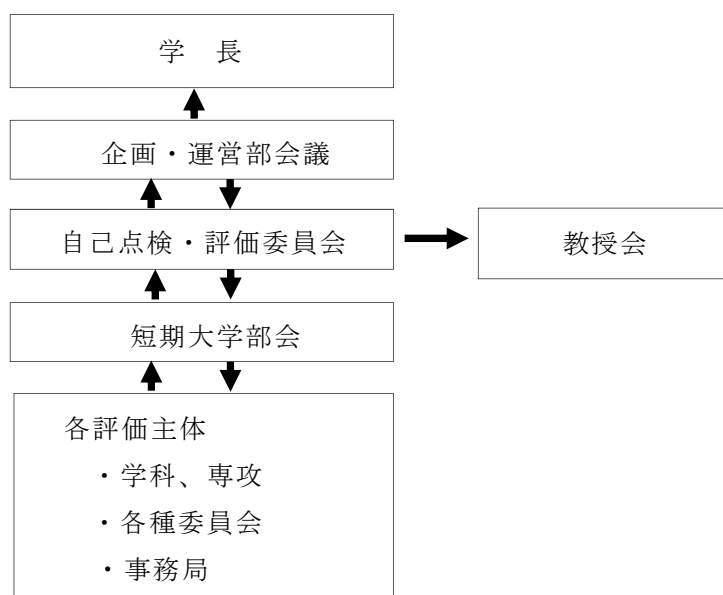 学　長
企画・運営部会議
自己点検・評価委員会
教授会
短期大学部会
各評価主体
・学科、専攻
・各種委員会
・事務局